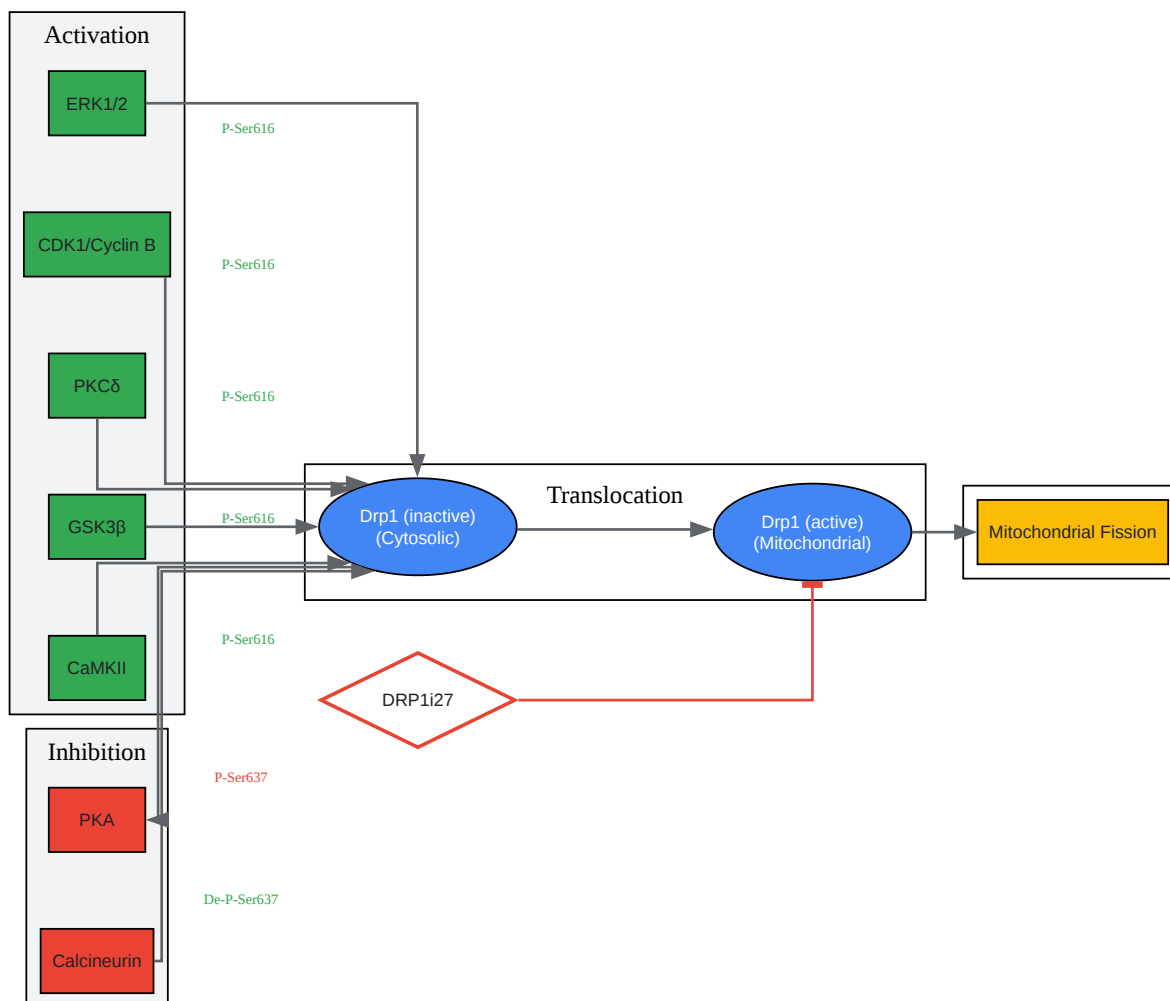 Activation
ERK1/2
P-Ser616
CDK1/Cyclin B
P-Ser616
PKCδ
P-Ser616
GSK3β
P-Ser616
CaMKII
P-Ser616
Inhibition
PKA
P-Ser637
Calcineurin
De-P-Ser637
Translocation
Drp1 (inactive)
(Cytosolic)
Drp1 (active)
(Mitochondrial)
DRP1i27
Mitochondrial Fission